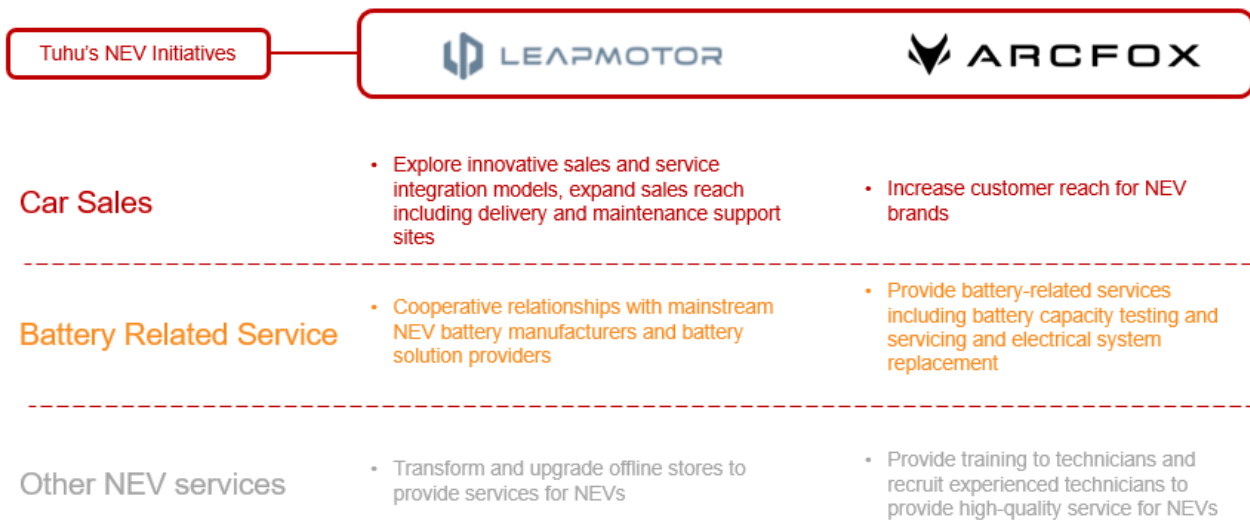 Tuhu's NEV Initiatives
LEAPMOTOR
ARCFOX
Car Sales
• Explore innovative sales and service
integration models, expand sales reach
including delivery and maintenance support
sites
• Increase customer reach for NEV
brands
Battery Related Service
• Cooperative relationships with mainstream
NEV battery manufacturers and battery
solution providers
• Provide battery-related services
including battery capacity testing and
servicing and electrical system
replacement
Other NEV services
• Transform and upgrade offline stores to
provide services for NEVs
• Provide training to technicians and
recruit experienced technicians to
provide high-quality service for NEVs